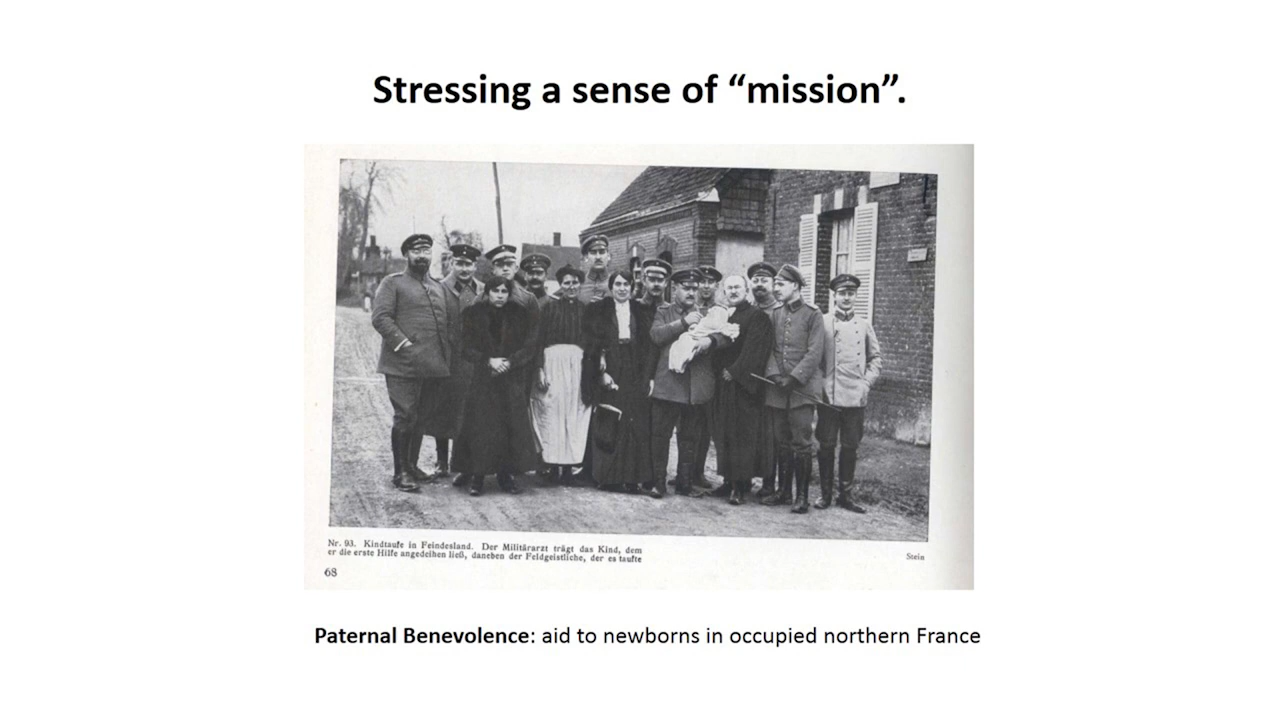 Stressing a sense of “mission”.
Nr. 93. Kindtaufe in Feindesland. Der Militärarzt trägt das Kind, dem
er die erste Hilfe angedeihen ließ, daneben der Feldgeistliche, der es taufte
Stein
68
Paternal Benevolence: aid to newborns in occupied northern France